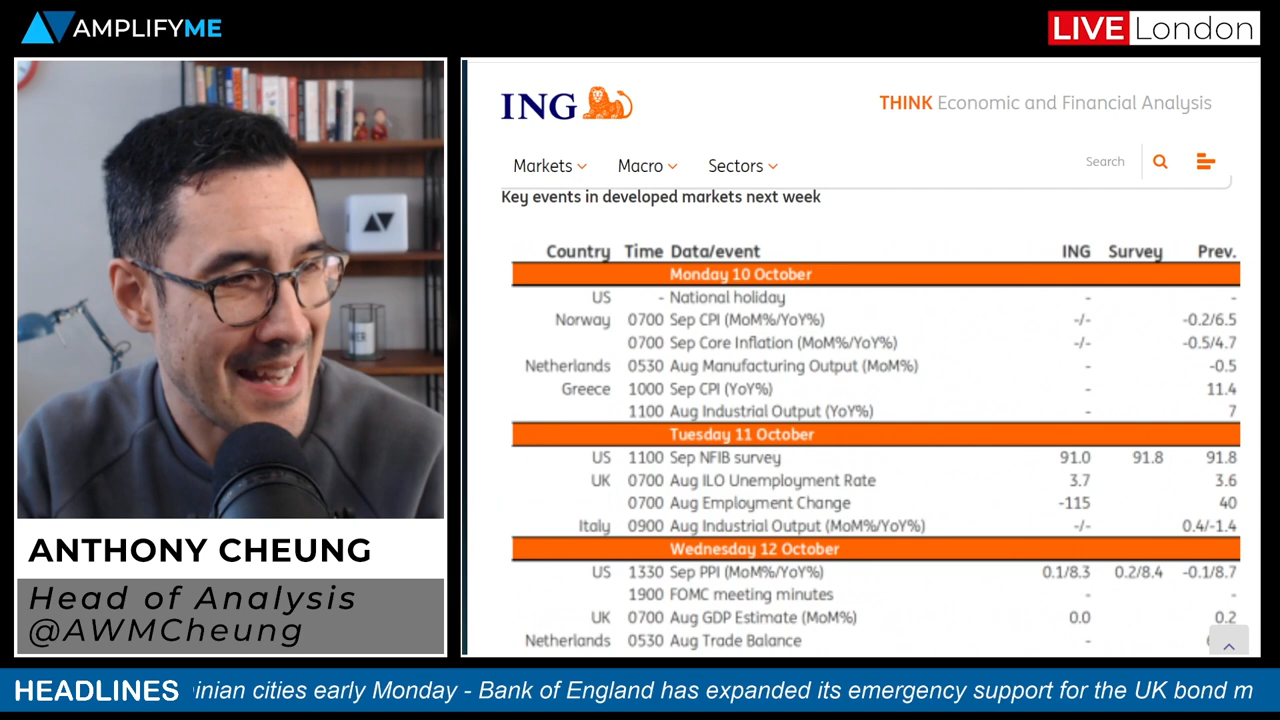 AMPLIFYME
LIVE London
ING
THINK Economic and Financial Analysis
Markets Macro Sectors Search
Key events in developed markets next week
Country Time Data/event ING Survey Prev.
Monday 10 October
US - National holiday - -
Norway 0700 Sep CPI (MoM%/YoY%) -/- -0.2/6.5
0700 Sep Core Inflation (MoM%/YoY%) -/- -0.5/4.7
Netherlands 0530 Aug Manufacturing Output (MoM%) - -0.5
Greece 1000 Sep CPI (YoY%) - 11.4
1100 Aug Industrial Output (YoY%) - 7
Tuesday 11 October
US 1100 Sep NFIB survey 91.0 91.8 91.8
UK 0700 Aug ILO Unemployment Rate 3.7 3.6
0700 Aug Employment Change -115 40
Italy 0900 Aug Industrial Output (MoM%/YoY%) -/- 0.4/-1.4
Wednesday 12 October
US 1330 Sep PPI (MoM%/YoY%) 0.1/8.3 0.2/8.4 -0.1/8.7
1900 FOMC meeting minutes - -
UK 0700 Aug GDP Estimate (MoM%) 0.0 0.2
Netherlands 0530 Aug Trade Balance -
ANTHONY CHEUNG
Head of Analysis
@AWMCheung
HEADLINES inian cities early Monday - Bank of England has expanded its emergency support for the UK bond m